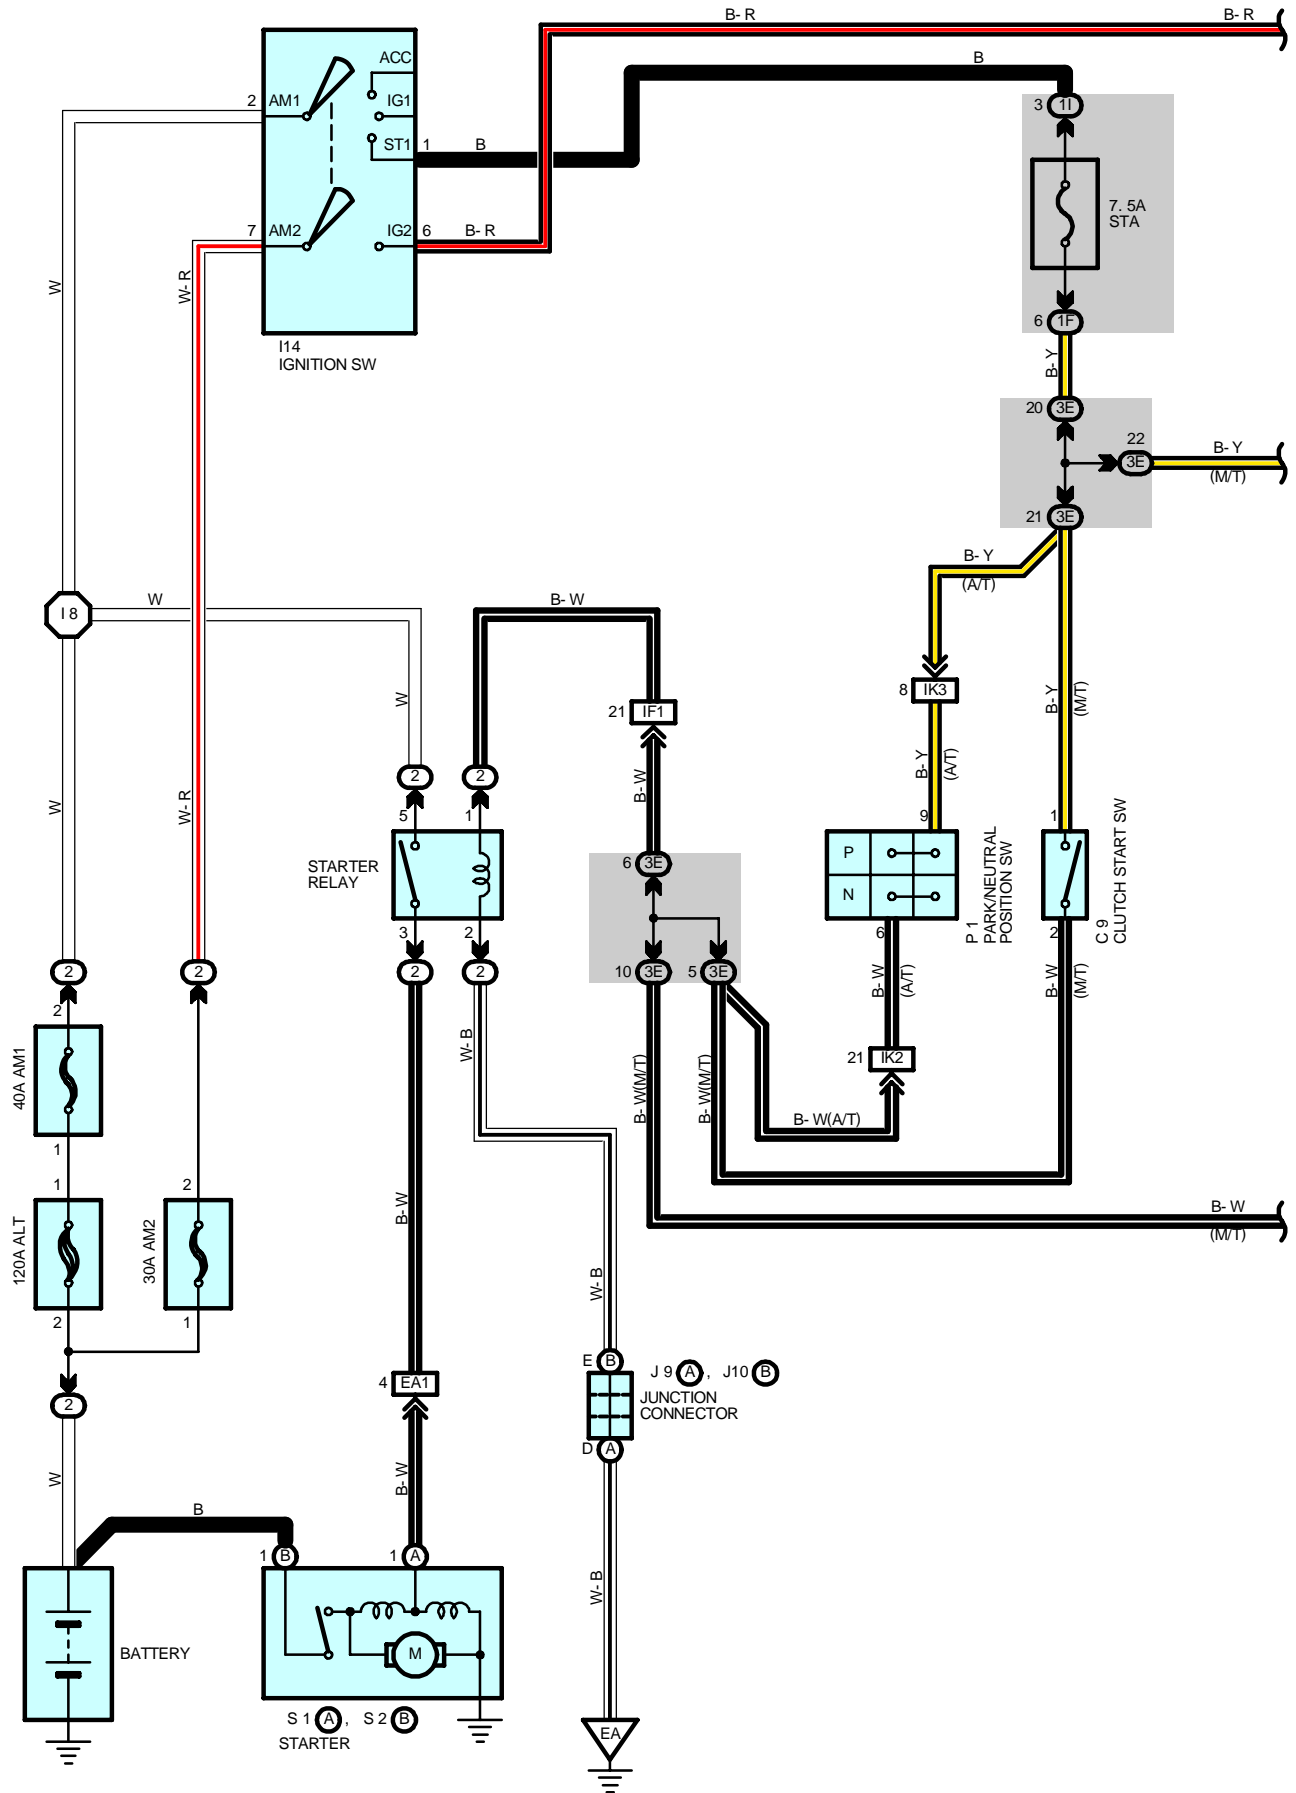 B- R
B- R
B
ACC
2
AM1
IG1
3
1I
ST1
1
B
7. 5A
STA
7
AM2
IG2
6
B- R
W
W- R
6
1F
I14
IGNITION SW
B- Y
20
3E
22
3E
B- Y
(M/T)
21
3E
B- Y
(A/T)
I 8
W
B- W
8
IK3
W
21
IF1
B- Y
(M/T)
B- Y
(A/T)
2
2
B- W
W
W- R
5
1
9
1
STARTER
RELAY
6
3E
P
N
P 1
PARK/NEUTRAL
POSITION SW
C 9
CLUTCH START SW
3
2
6
2
2
2
2
2
10
3E
5
3E
B- W
(A/T)
B- W
(M/T)
2
40A AM1
W- B
B- W(M/T)
B- W(M/T)
21
IK2
B- W(A/T)
1
1
2
120A ALT
30A AM2
B- W
B- W
(M/T)
2
1
W- B
E
B
J 9
A
,
J10
B
4
EA1
JUNCTION
CONNECTOR
2
D
A
W
B- W
B
1
B
1
A
W- B
BATTERY
M
S 1
A
,
S 2
B
STARTER
EA